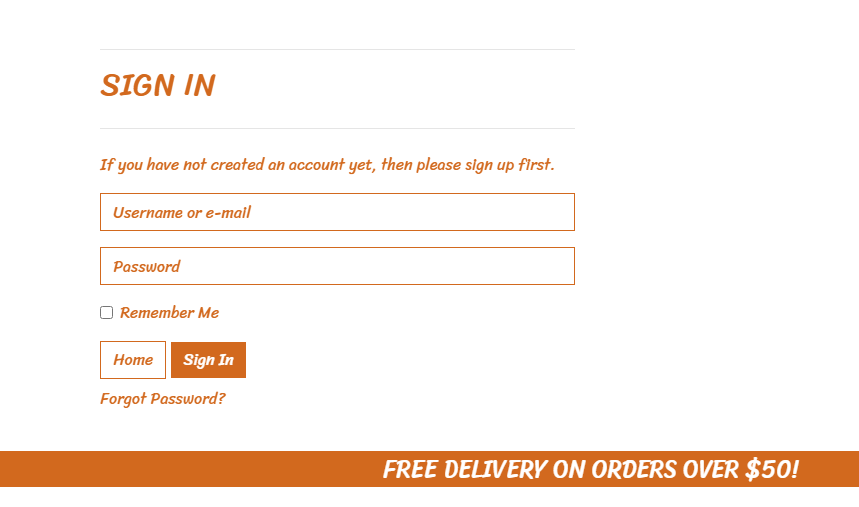 SIGN IN
If you have not created an account yet, then please sign up first.
Username or e-mail
Password
Remember Me
Home Sign In
Forgot Password?
FREE DELIVERY ON ORDERS OVER $50!